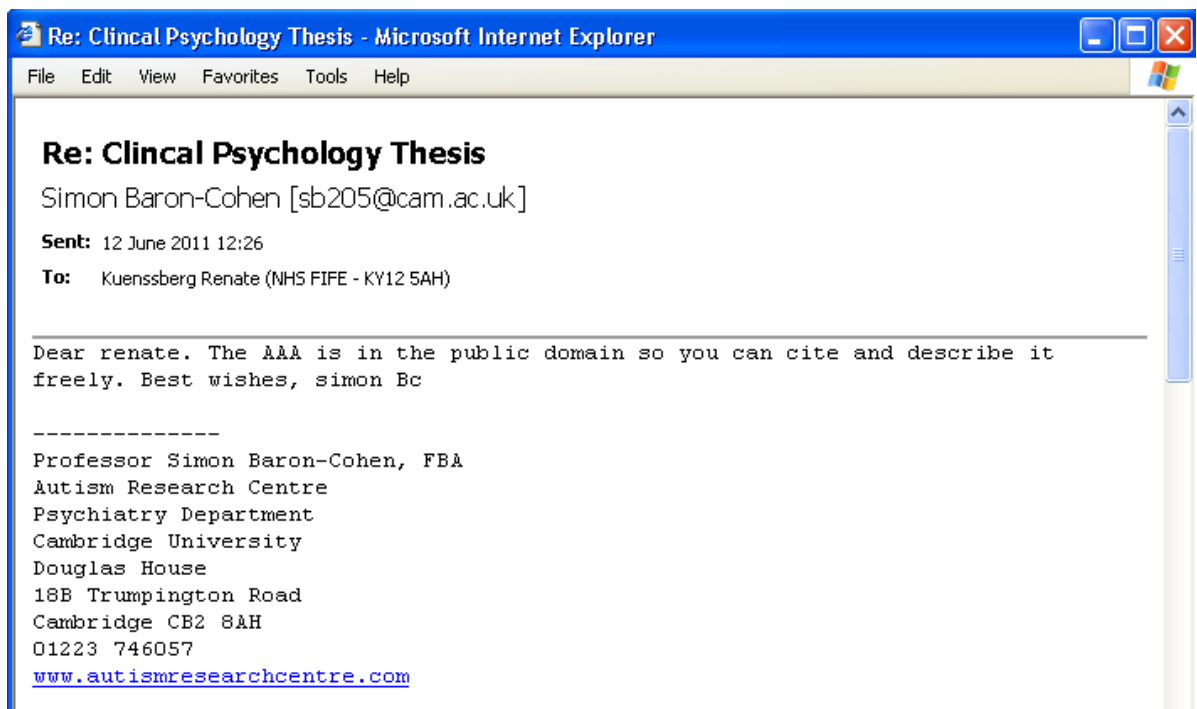 Re: Clincal Psychology Thesis - Microsoft Internet Explorer
File Edit View Favorites Tools Help
Re: Clincal Psychology Thesis
Simon Baron-Cohen [sb205@cam.ac.uk]
Sent: 12 June 2011 12:26
To: Kuenssberg Renate (NHS FIFE - KY12 5AH)
Dear renate. The AAA is in the public domain so you can cite and describe it
freely. Best wishes, simon Bc
--------------
Professor Simon Baron-Cohen, FBA
Autism Research Centre
Psychiatry Department
Cambridge University
Douglas House
18B Trumpington Road
Cambridge CB2 8AH
01223 746057
www.autismresearchcentre.com